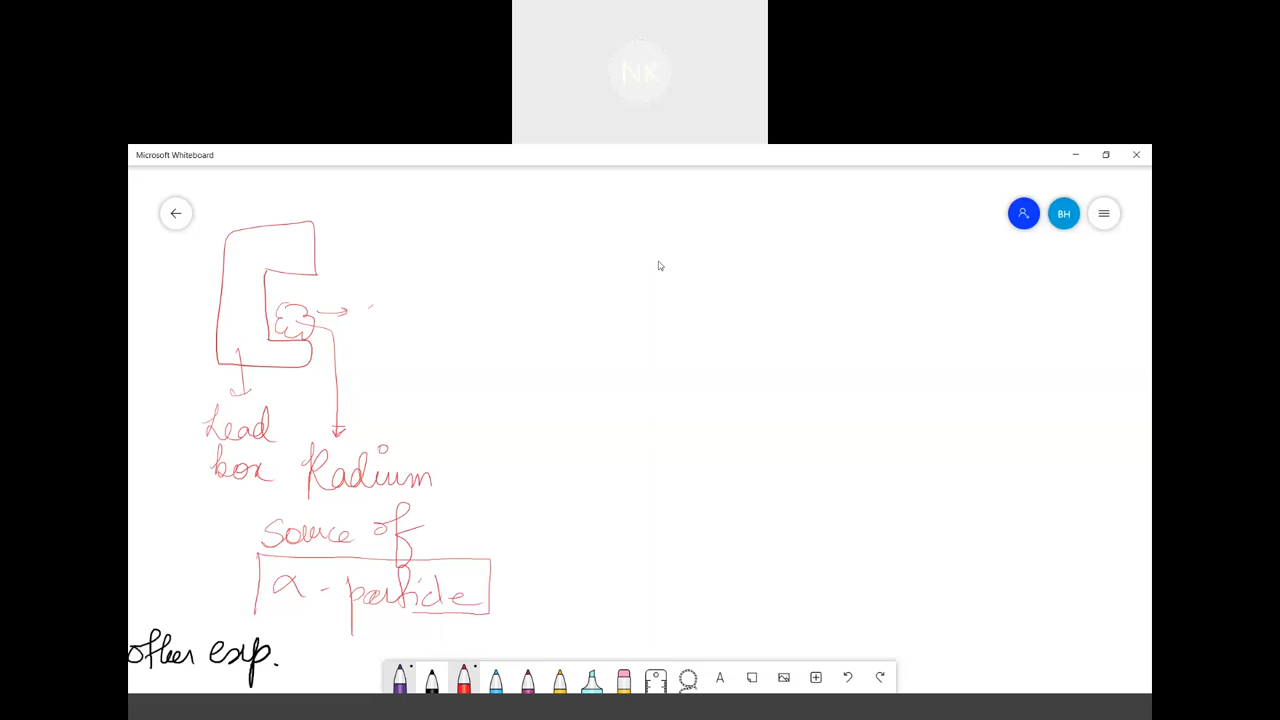 NK
Microsoft Whiteboard
BH
Lead
box Radium
Source of
α - particle
other exp.
A